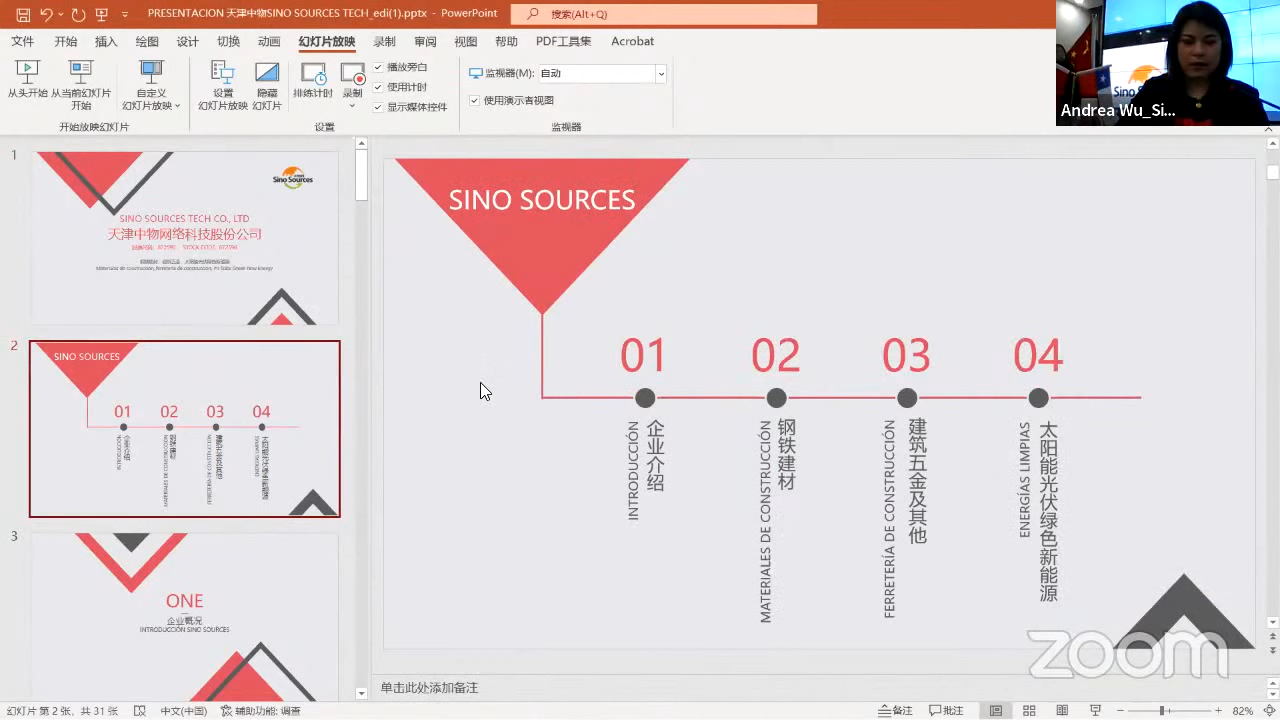 PRESENTACION 天津中物SINO SOURCES TECH_edi(1).pptx - PowerPoint
搜索(Alt+Q)
文件 开始 插入 绘图 设计 切换 动画 幻灯片放映 录制 审阅 视图 帮助 PDF工具集 Acrobat
从头开始
从当前幻灯片
开始
自定义
幻灯片放映
设置
幻灯片放映
隐藏
幻灯片
排练计时
录制
播放旁白
使用计时
显示媒体控件
监视器(M): 自动
使用演示者视图
开始放映幻灯片
设置
监视器
Andrea Wu_Si...
1
Sino Sources
SINO SOURCES TECH CO., LTD
天津中物网络科技股份公司
2
SINO SOURCES
01 02 03 04
3
ONE
企业概况
INTRODUCCIÓN SINO SOURCES
SINO SOURCES
01
企业介绍
INTRODUCCIÓN
02
钢铁建材
MATERIALES DE CONSTRUCCIÓN
03
建筑五金及其他
FERRETERÍA DE CONSTRUCCIÓN
04
太阳能光伏绿色新能源
ENERGÍAS LIMPIAS
zoom
单击此处添加备注
幻灯片 第 2 张，共 31 张 中文(中国) 辅助功能: 调查
备注 批注 82%